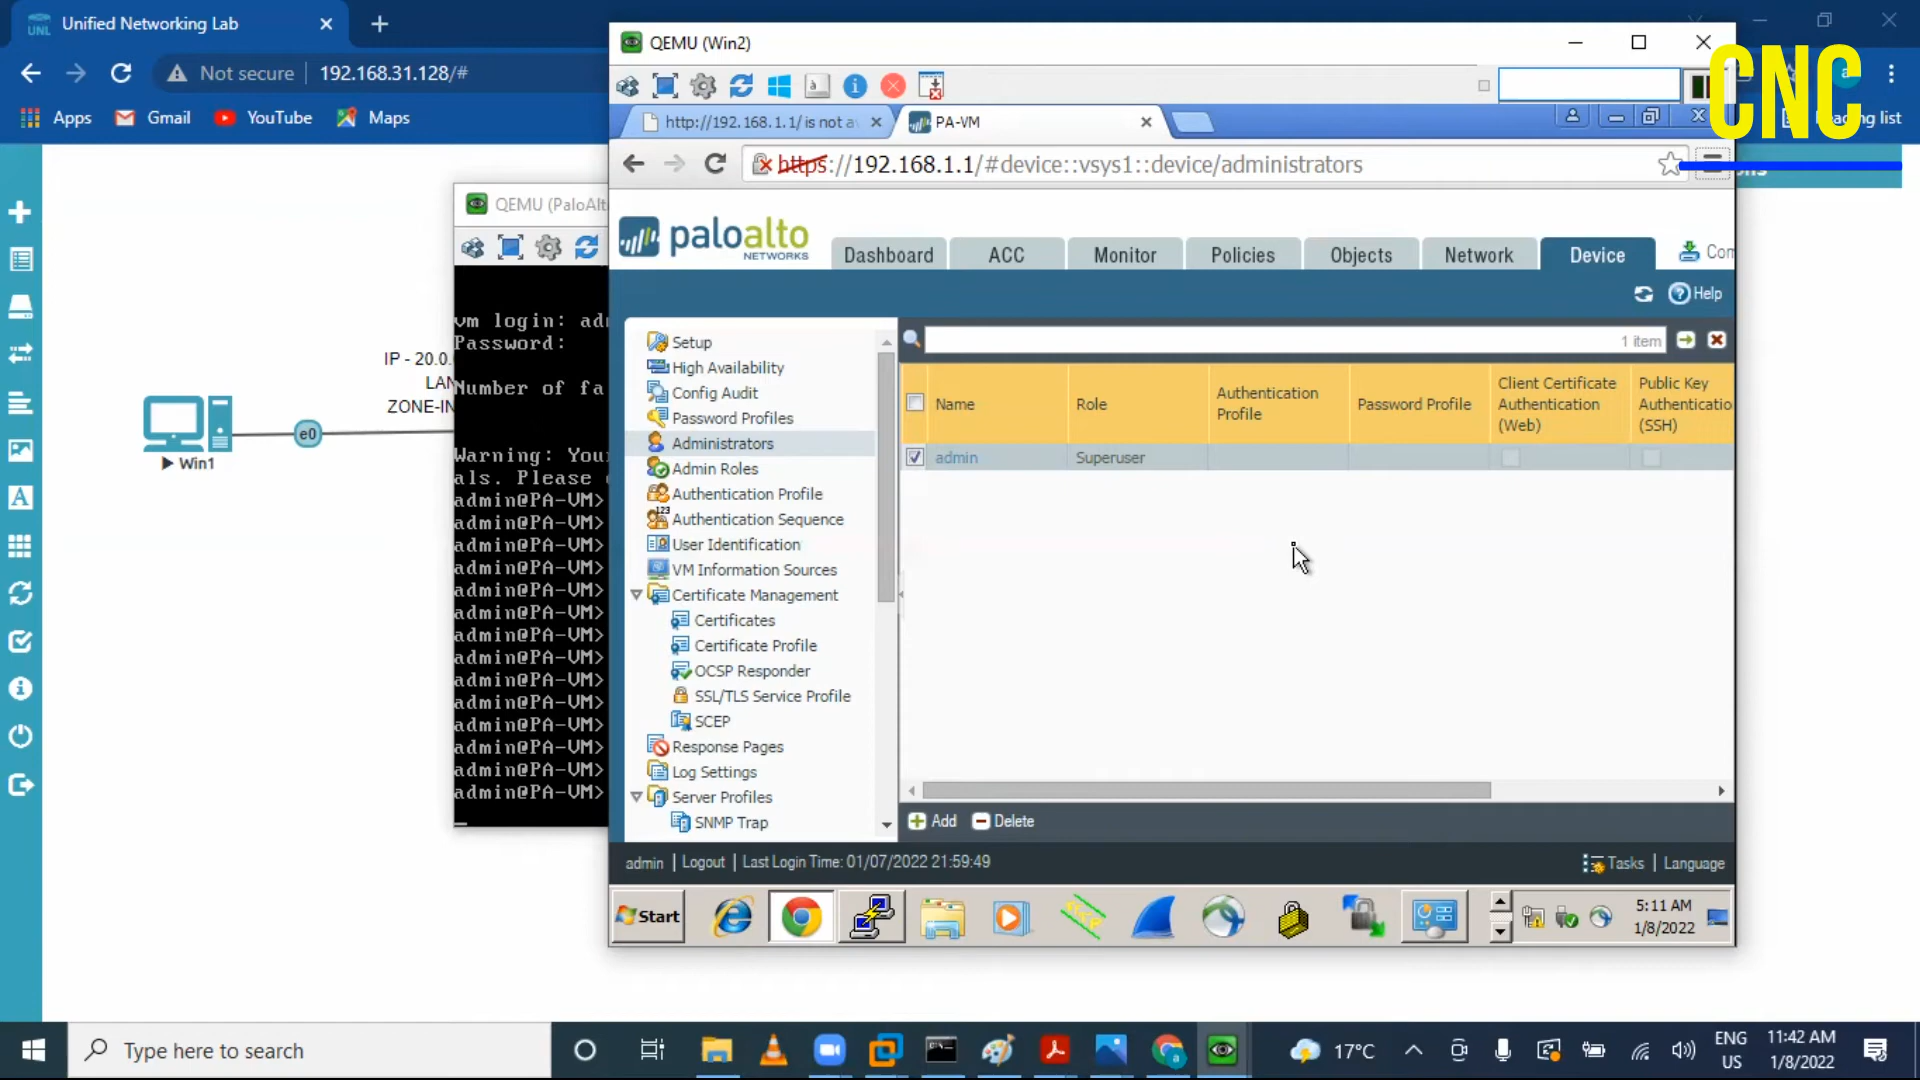 Unified Networking Lab
Not secure
192.168.31.128/#
Apps
Gmail
YouTube
Maps
Reading list
QEMU (Win2)
CNC
http://192.168.1.1/ is not a
PA-VM
https://192.168.1.1/#device::vsys1::device/administrators
QEMU (PaloAlt
paloalto
NETWORKS
Dashboard
ACC
Monitor
Policies
Objects
Network
Device
Com
Help
IP - 20.0.
LAN
ZONE-IN
e0
Win1
vm login: ad
Password:
Number of fa
Warning: You
als. Please
admin@PA-VM>
admin@PA-VM>
admin@PA-VM>
admin@PA-VM>
admin@PA-VM>
admin@PA-VM>
admin@PA-VM>
admin@PA-VM>
admin@PA-VM>
admin@PA-VM>
admin@PA-VM>
admin@PA-VM>
admin@PA-VM>
admin@PA-VM>
Setup
High Availability
Config Audit
Password Profiles
Administrators
Admin Roles
Authentication Profile
Authentication Sequence
User Identification
VM Information Sources
Certificate Management
Certificates
Certificate Profile
OCSP Responder
SSL/TLS Service Profile
SCEP
Response Pages
Log Settings
Server Profiles
SNMP Trap
1 item
Name
Role
Authentication
Profile
Password Profile
Client Certificate
Authentication
(Web)
Public Key
Authenticatio
(SSH)
admin
Superuser
Add
Delete
admin
Logout
Last Login Time: 01/07/2022 21:59:49
Tasks
Language
Start
5:11 AM
1/8/2022
Type here to search
17°C
ENG
US
11:42 AM
1/8/2022